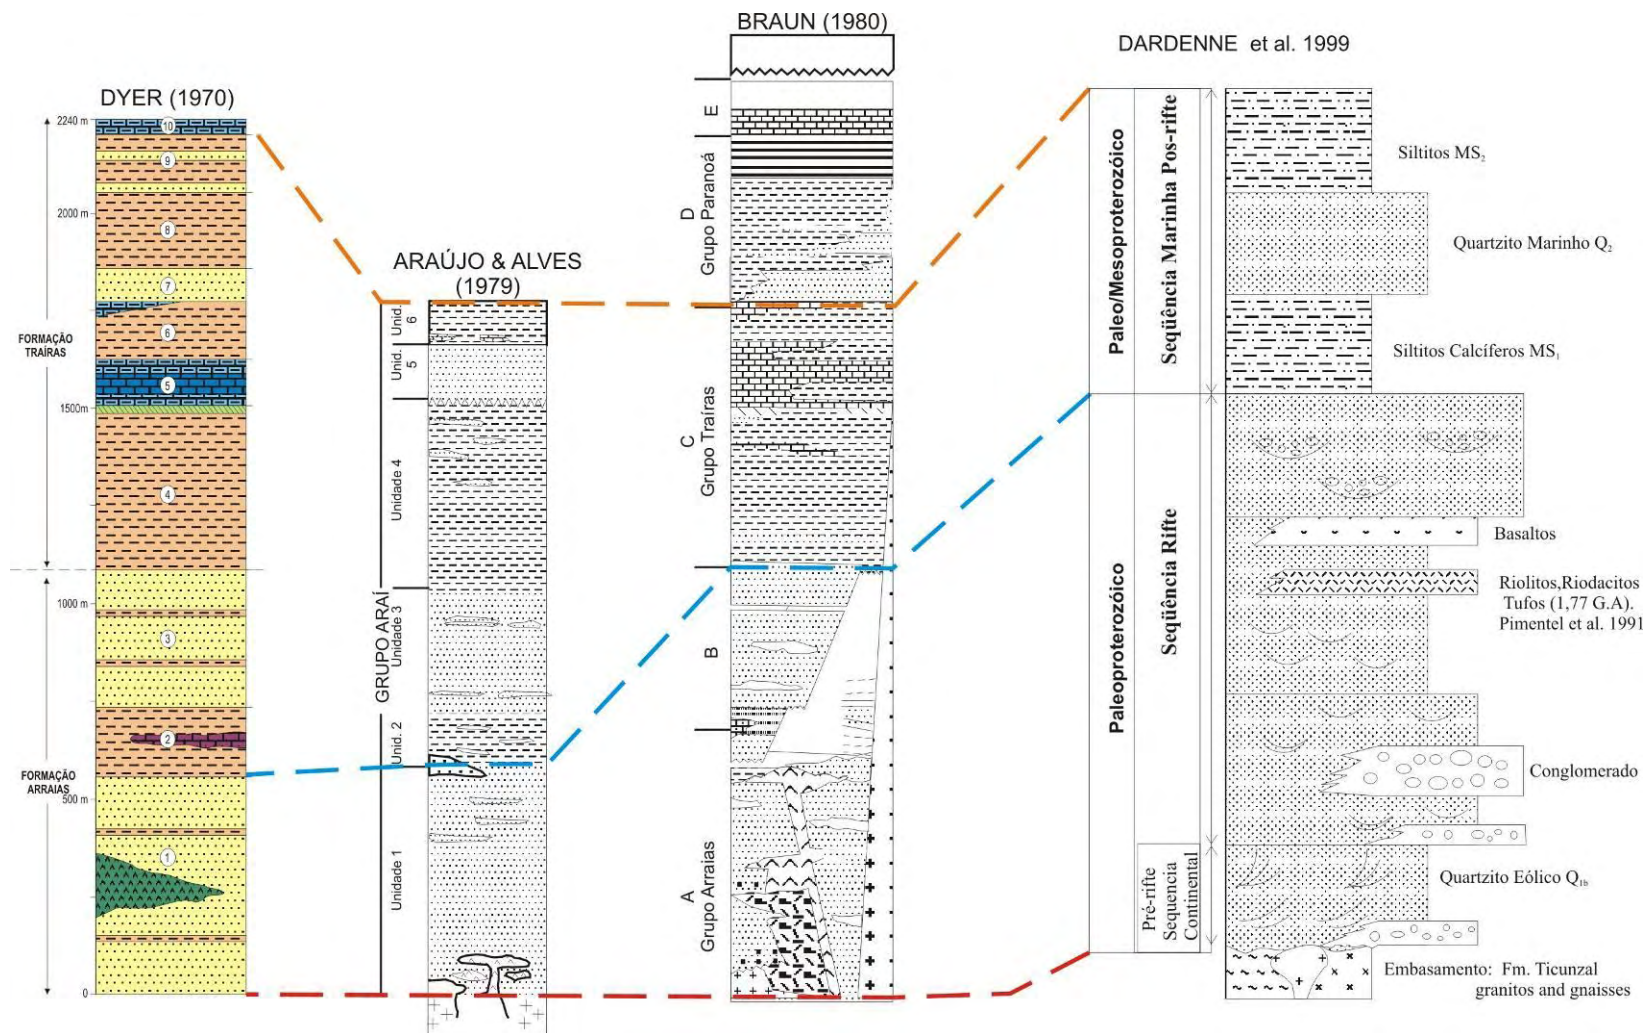 DYER (1970)
2240 m
10
9
2000 m
8
7
6
FORMAÇÃO
TRAÍRAS
5
1500m
4
1000 m
3
2
FORMAÇÃO
ARRAIAS
500 m
1
0
ARAÚJO & ALVES
(1979)
Unid.
6
Unid.
5
Unidade 4
GRUPO ARAÍ
Unidade 3
Unid. 2
Unidade 1
BRAUN (1980)
E
D
Grupo Paranoá
C
Grupo Traíras
B
A
Grupo Arraias
DARDENNE et al. 1999
Paleo/Mesoproterozóico
Seqüência Marinha Pos-rifte
Paleoproterozóico
Seqüência Rifte
Pré-rifte
Sequencia
Continental
Siltitos MS2
Quartzito Marinho Q2
Siltitos Calcíferos MS1
Basaltos
Riolitos,Riodacitos
Tufos (1,77 G.A).
Pimentel et al. 1991
Conglomerado
Quartzito Eólico Q1b
Embasamento: Fm. Ticunzal
granitos and gnaisses